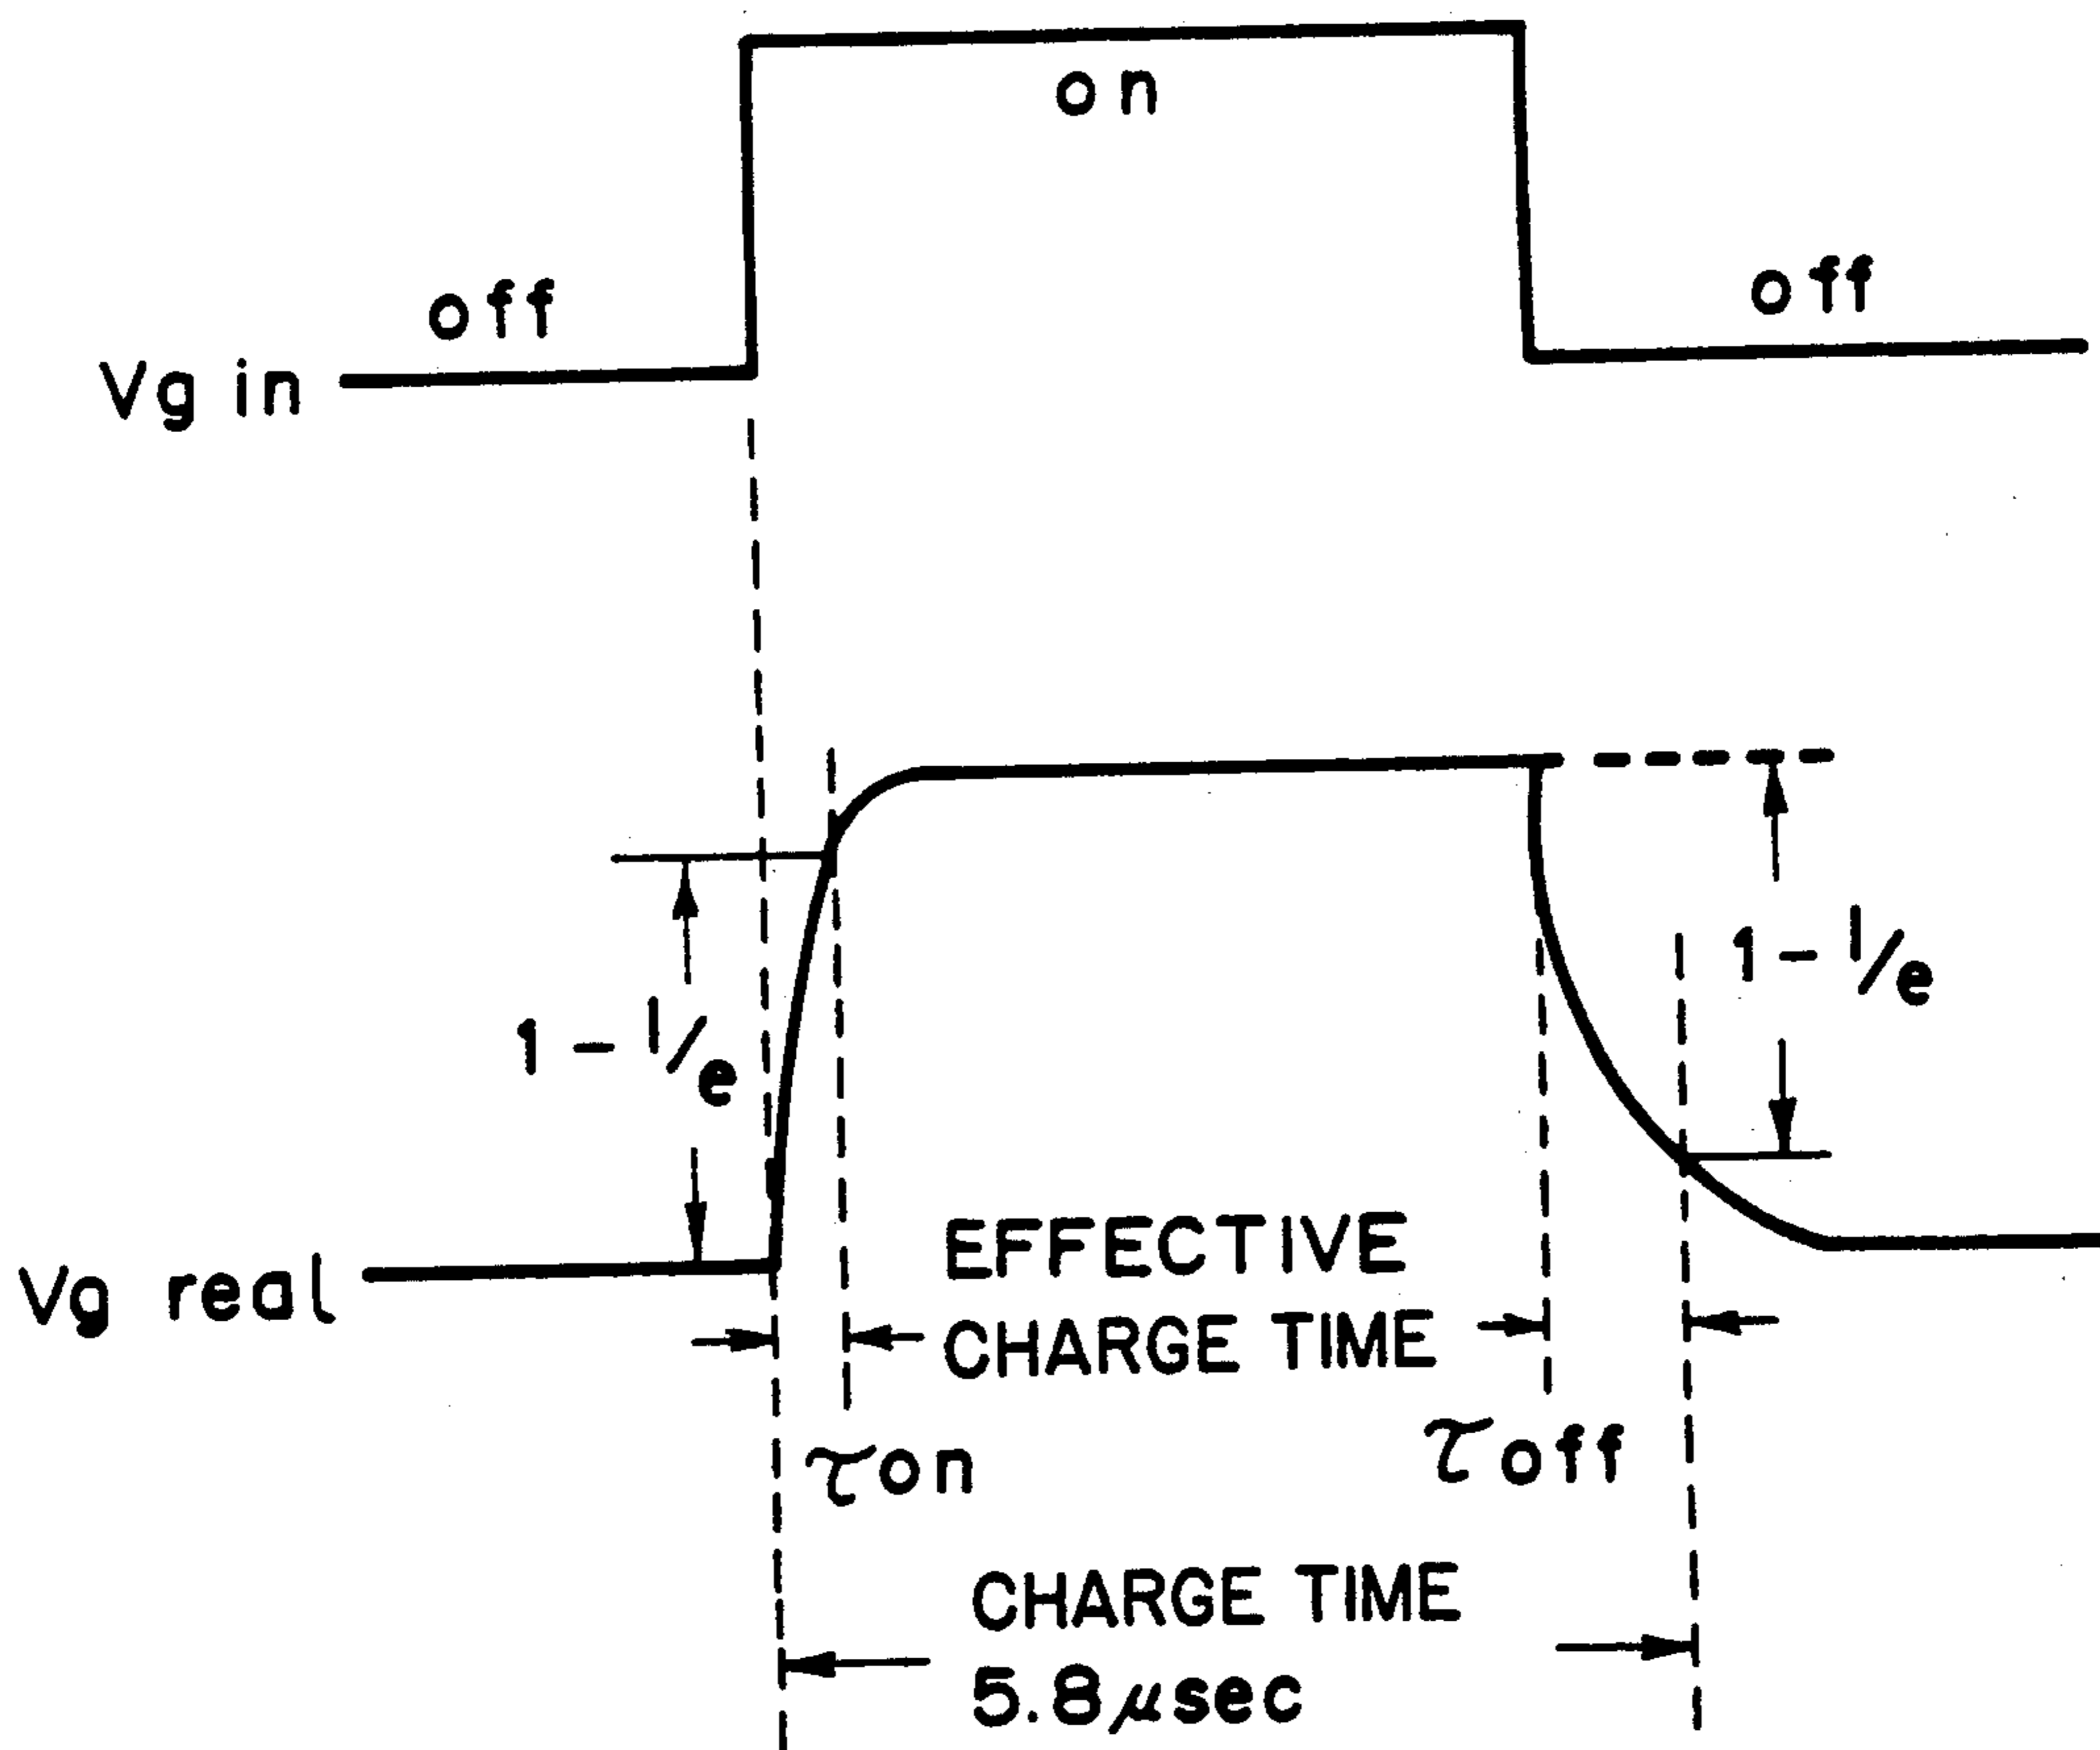 on
off
off
Vg in
1 - 1/e
1 - 1/e
Vg real
EFFECTIVE
CHARGE TIME
τon
τoff
CHARGE TIME
5.8μsec